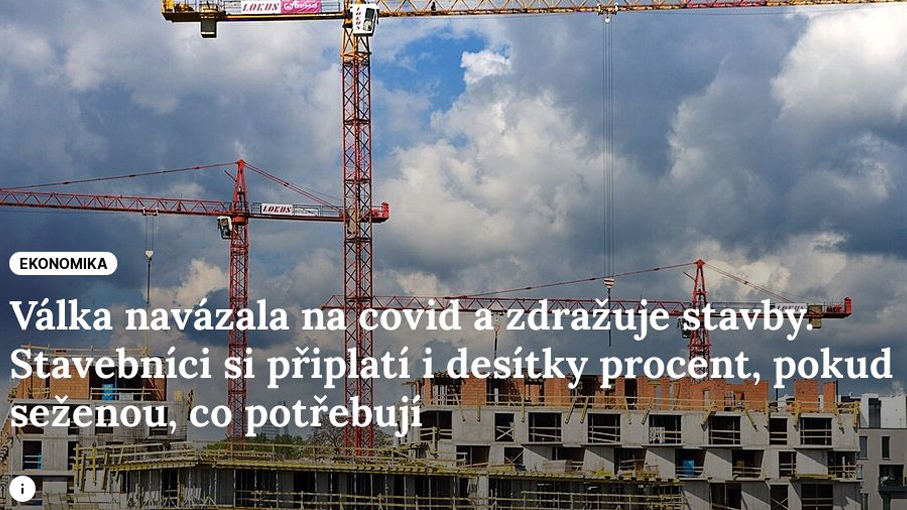 LOKUS
LOKUS
EKONOMIKA
Válka navázala na covid a zdražuje stavby.
Stavebníci si připlatí i desítky procent, pokud
seženou, co potřebují
i